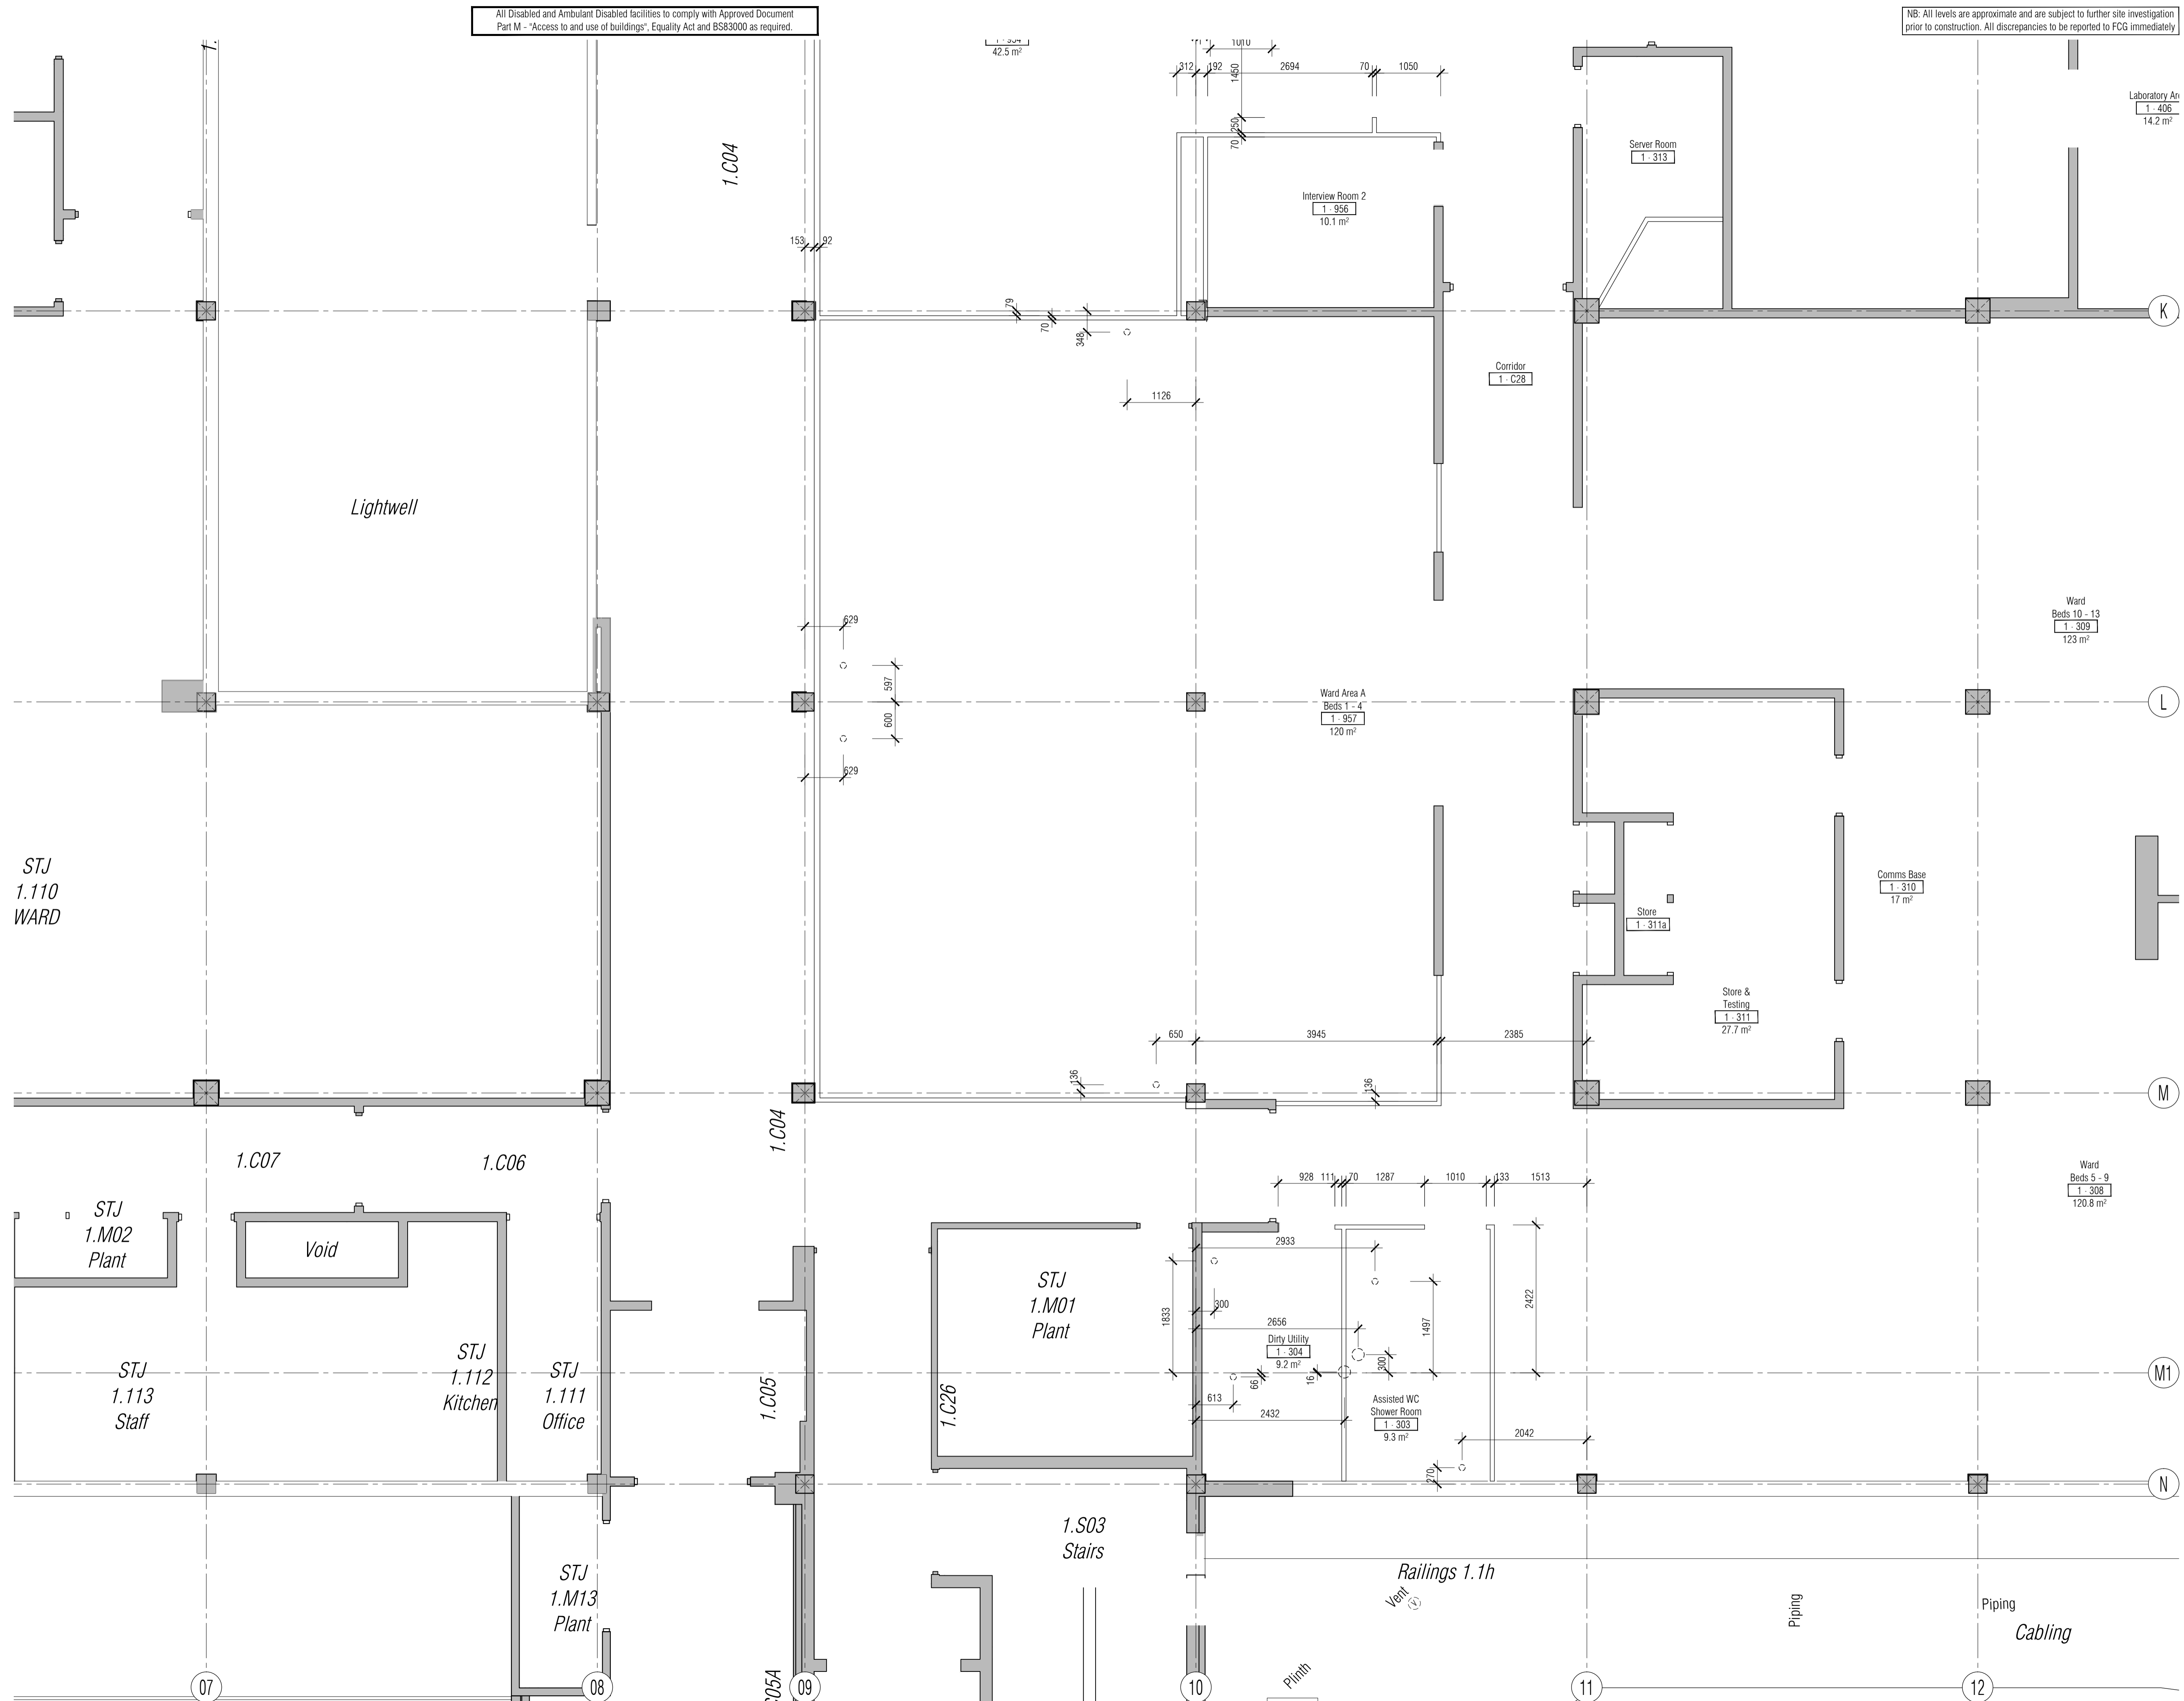 All Disabled and Ambulant Disabled facilities to comply with Approved Document
Part M - "Access to and use of buildings", Equality Act and BS83000 as required.
NB: All levels are approximate and are subject to further site investigation
prior to construction. All discrepancies to be reported to FCG immediately
42.5 m²
1010
312
192
2694
70
1050
1450
250
70
1.C04
Interview Room 2
1 - 956
10.1 m²
Server Room
1 - 313
1 - 406
14.2 m²
153
92
79
70
348
K
1126
Corridor
1 - C28
Lightwell
629
597
600
629
Ward Area A
Beds 1 - 4
1 - 957
120 m²
Ward
Beds 10 - 13
1 - 309
123 m²
L
STJ
1.110
WARD
Comms Base
1 - 310
17 m²
Store
1 - 311a
Store &
Testing
1 - 311
27.7 m²
650
3945
2385
136
136
M
1.C04
1.C07
1.C06
928
111
70
1287
1010
133
1513
Ward
Beds 5 - 9
1 - 308
120.8 m²
STJ
1.M02
Plant
Void
STJ
1.M01
Plant
2933
1833
300
2656
1497
2422
Dirty Utility
1 - 304
9.2 m²
300
66
16
613
2432
M1
STJ
1.113
Staff
STJ
1.112
Kitchen
STJ
1.111
Office
1.C05
1.C26
Assisted WC
Shower Room
1 - 303
9.3 m²
2042
270
N
1.S03
Stairs
STJ
1.M13
Plant
Railings 1.1h
Vent
V
Piping
Piping
Cabling
Plinth
07
08
09
10
11
12